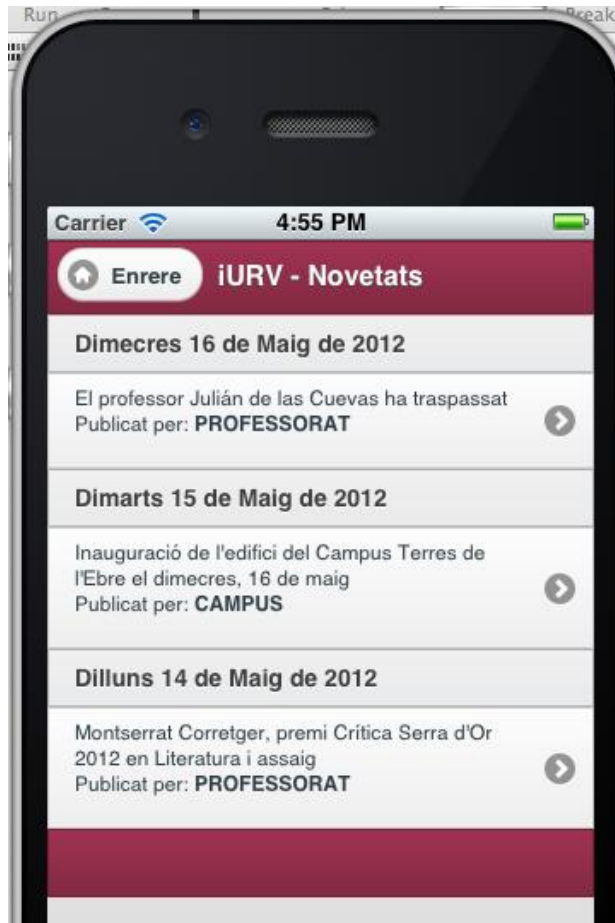 Run
Break
Carrier 4:55 PM
Enrere iURV - Novetats
Dimecres 16 de Maig de 2012
El professor Julián de las Cuevas ha traspassat
Publicat per: PROFESSORAT
Dimarts 15 de Maig de 2012
Inauguració de l'edifici del Campus Terres de
l'Ebre el dimecres, 16 de maig
Publicat per: CAMPUS
Dilluns 14 de Maig de 2012
Montserrat Corretger, premi Crítica Serra d'Or
2012 en Literatura i assaig
Publicat per: PROFESSORAT